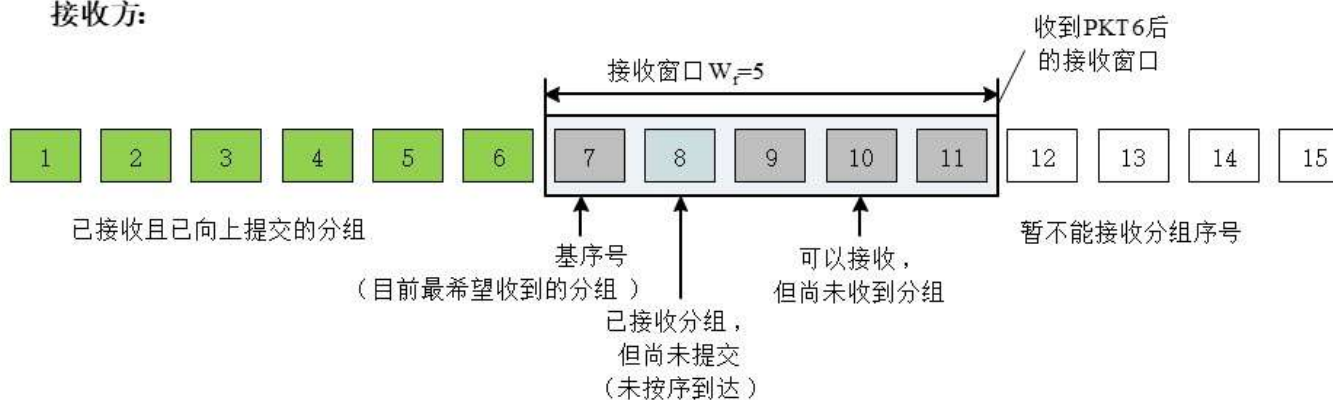 接收方:
收到PKT6后
的接收窗口
接收窗口Wr=5
1 2 3 4 5 6 7 8 9 10 11 12 13 14 15
已接收且已向上提交的分组
基序号
（目前最希望收到的分组 ）
可以接收，
但尚未收到分组
暂不能接收分组序号
已接收分组，
但尚未提交
（未按序到达）